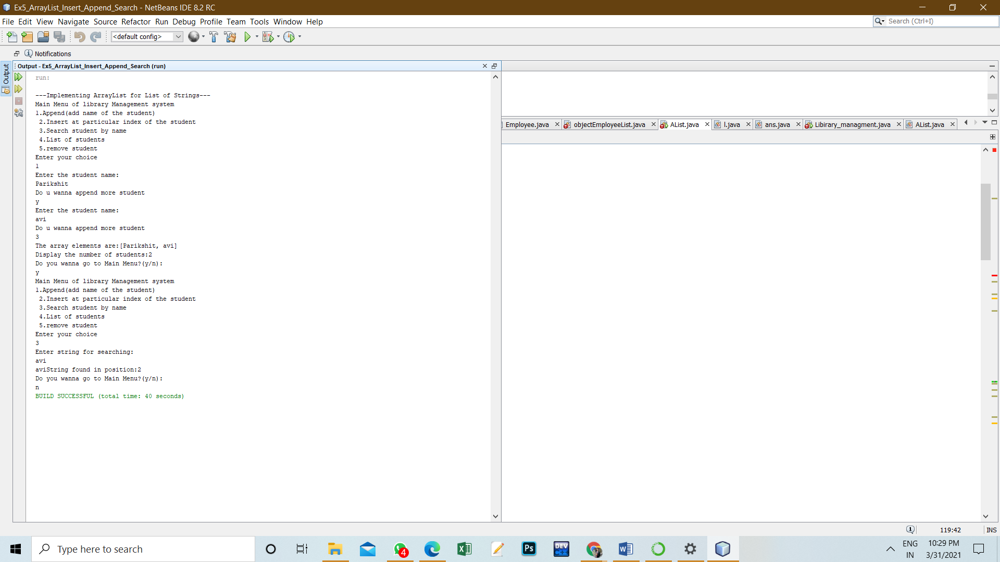 Ex5_ArrayList_Insert_Append_Search - NetBeans IDE 8.2 RC
File Edit View Navigate Source Refactor Run Debug Profile Team Tools Window Help
Search (Ctrl+I)
<default config>
Notifications
Output
Output - Ex5_ArrayList_Insert_Append_Search (run)
run:
---Implementing ArrayList for List of Strings---
Main Menu of library Management system
1.Append(add name of the student)
2.Insert at particular index of the student
3.Search student by name
4.List of students
5.remove student
Enter your choice
1
Enter the student name:
Parikshit
Do u wanna append more student
y
Enter the student name:
avi
Do u wanna append more student
3
The array elements are:[Parikshit, avi]
Display the number of students:2
Do you wanna go to Main Menu?(y/n):
y
Main Menu of library Management system
1.Append(add name of the student)
2.Insert at particular index of the student
3.Search student by name
4.List of students
5.remove student
Enter your choice
3
Enter string for searching:
avi
aviString found in position:2
Do you wanna go to Main Menu?(y/n):
n
BUILD SUCCESSFUL (total time: 40 seconds)
Employee.java objectEmployeeList.java AList.java l.java ans.java Libirary_managment.java AList.java
1 119:42 INS
Type here to search
4
Ps
DEV C++
ENG
IN
10:29 PM
3/31/2021